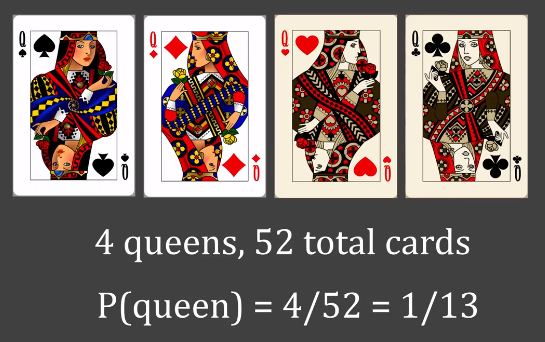 Q Q Q Q
Q Q Q Q
4 queens, 52 total cards
P(queen) = 4/52 = 1/13